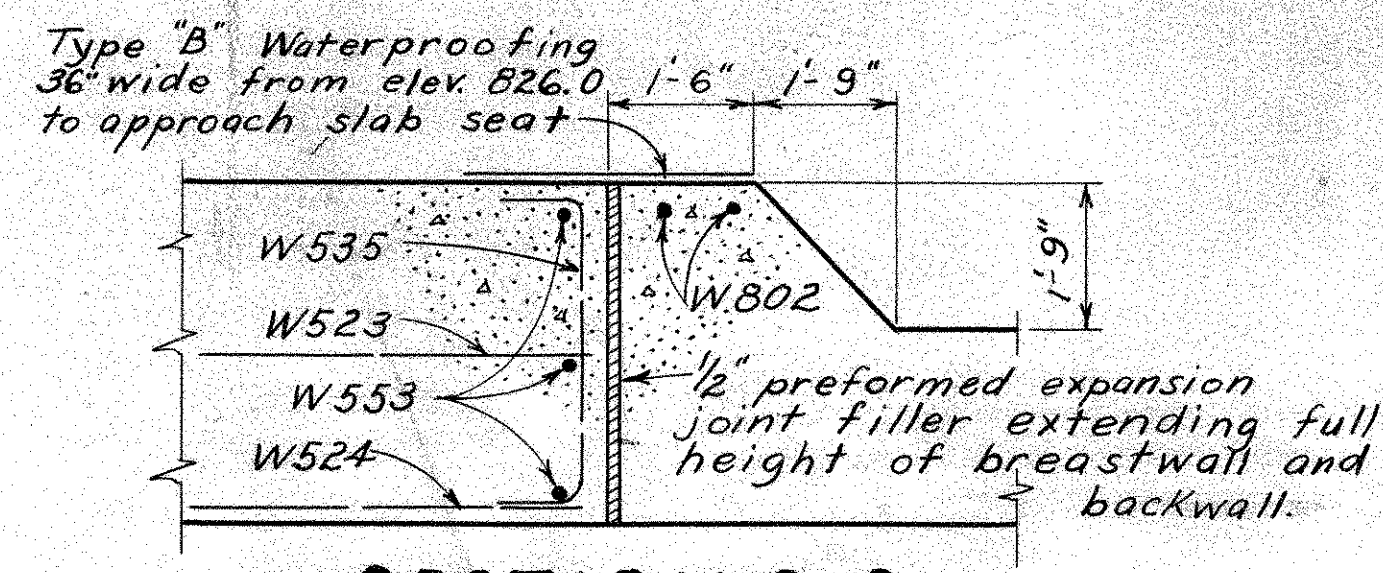 Type "B" Waterproofing
36" wide from elev. 826.0
to approach slab seat
1'-6"
1'-9"
1'-9"
W535
W802
W523
W553
W524
1/2" preformed expansion
joint filler extending full
height of breastwall and
backwall.